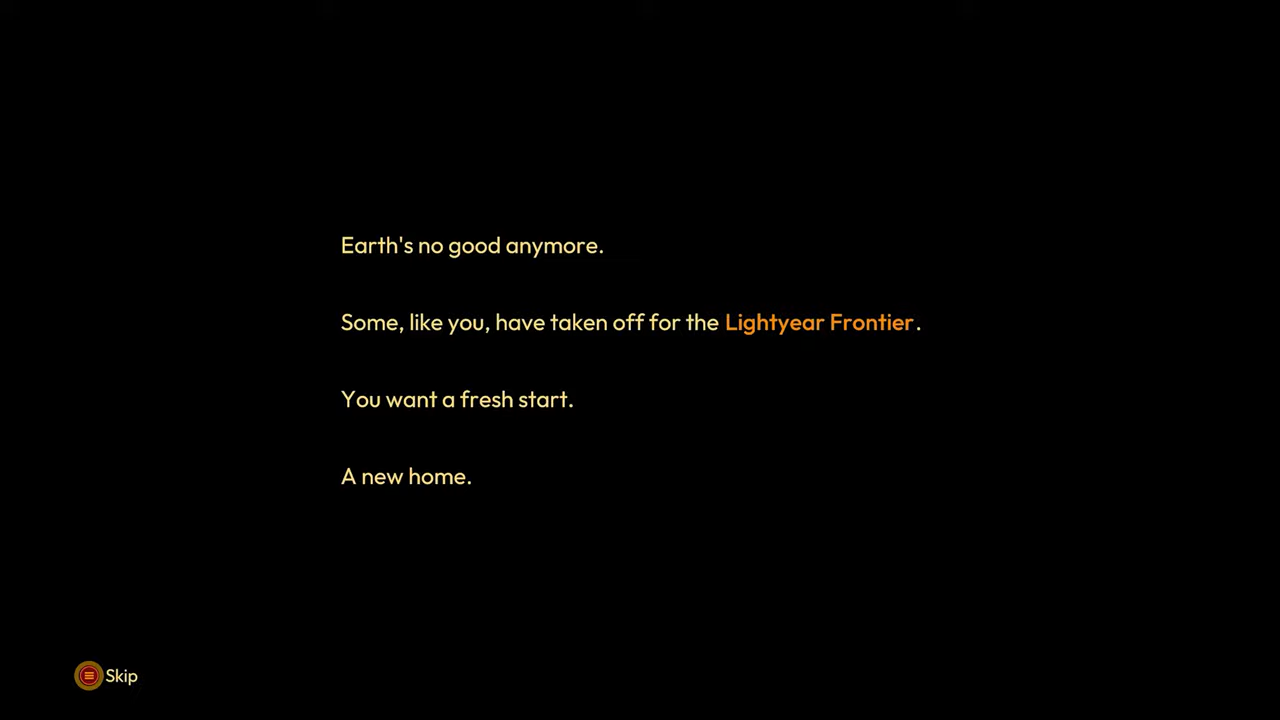 Earth's no good anymore.
Some, like you, have taken off for the Lightyear Frontier.
You want a fresh start.
A new home.
Skip